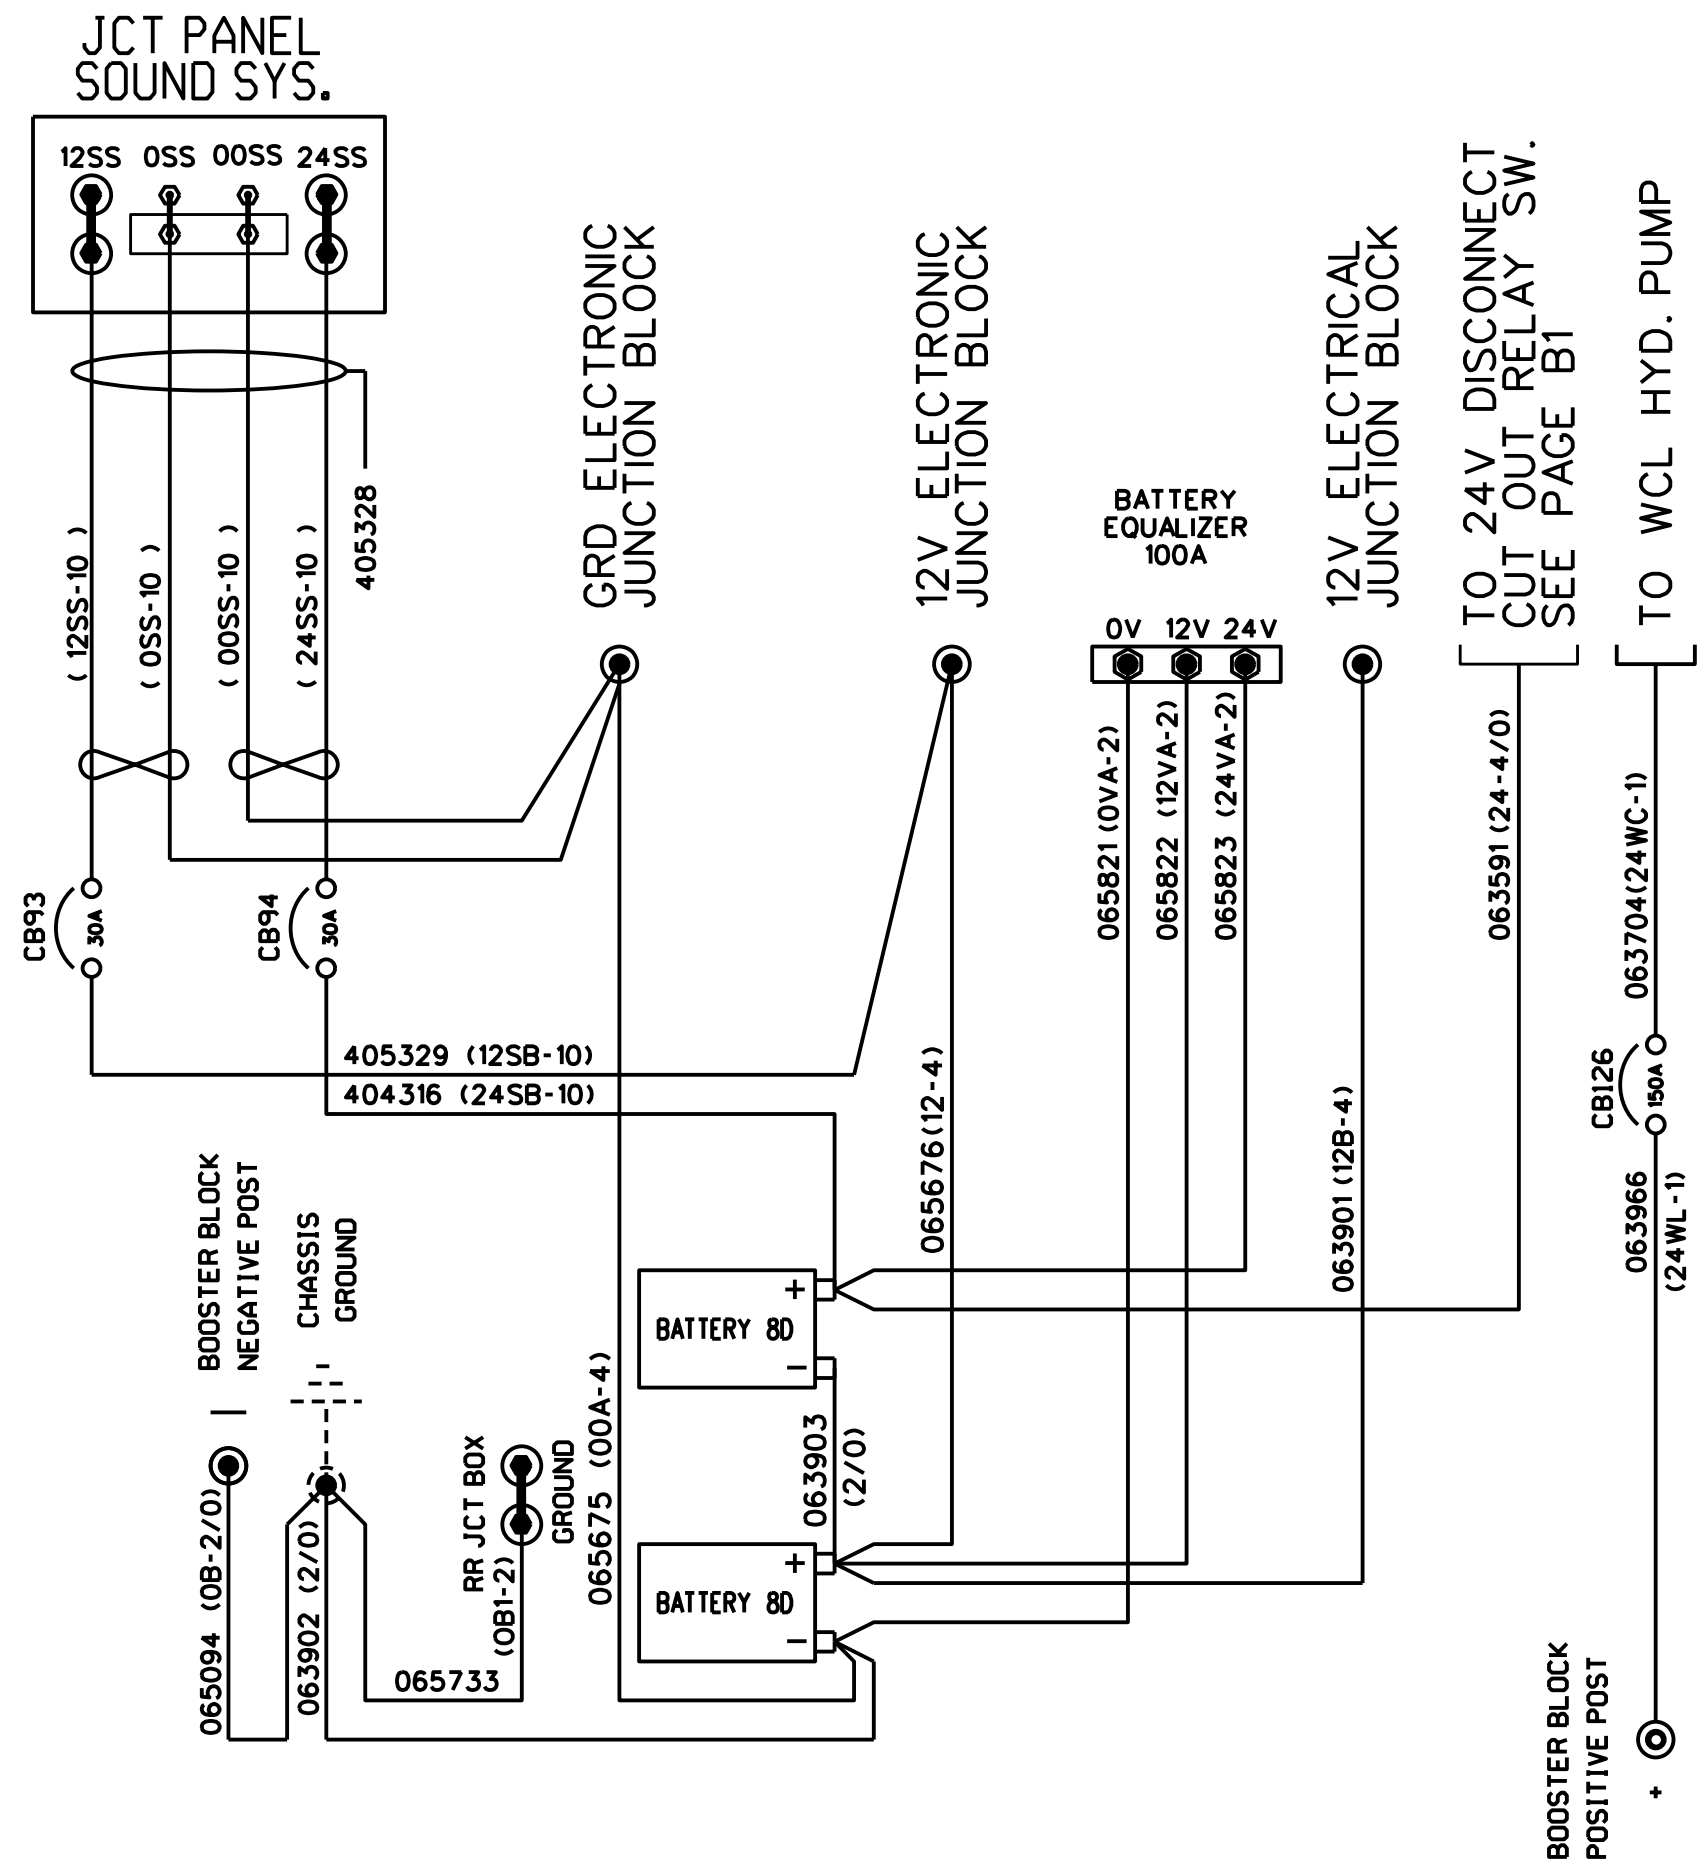 JCT PANEL
SOUND SYS.
12SS 0SS 00SS 24SS
405328
( 12SS-10 )
( 0SS-10 )
( 00SS-10 )
( 24SS-10 )
GRD ELECTRONIC
JUNCTION BLOCK
12V ELECTRONIC
JUNCTION BLOCK
BATTERY
EQUALIZER
100A
0V 12V 24V
12V ELECTRICAL
JUNCTION BLOCK
TO 24V DISCONNECT
CUT OUT RELAY SW.
SEE PAGE B1
TO WCL HYD. PUMP
065821 (0VA-2)
065822 (12VA-2)
065823 (24VA-2)
063591 (24-4/0)
063704 (24WC-1)
CB93
30A
CB94
30A
405329 (12SB-10)
404316 (24SB-10)
065676 (12-4)
063901 (12B-4)
CB126
150A
063966
(24WL-1)
BOOSTER BLOCK
NEGATIVE POST
—
CHASSIS
GROUND
+
BATTERY 8D
—
065675 (00A-4)
063903
(2/0)
RR JCT BOX
GROUND
(0B1-2)
065094 (0B-2/0)
063902 (2/0)
065733
+
BATTERY 8D
—
BOOSTER BLOCK
POSITIVE POST
+